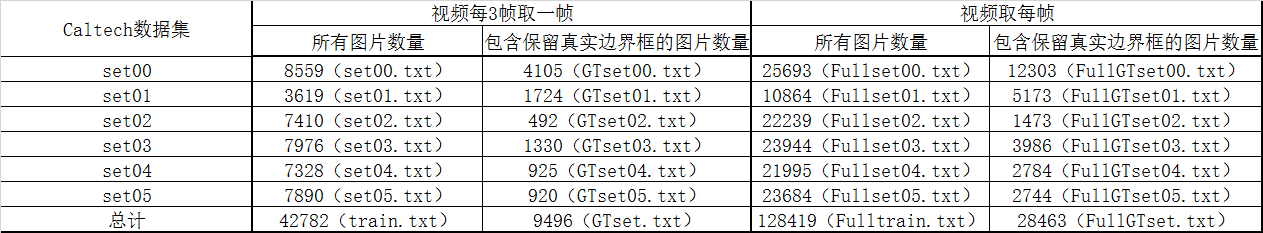 Caltech数据集 视频每3帧取一帧 视频取每帧
所有图片数量 包含保留真实边界框的图片数量 所有图片数量 包含保留真实边界框的图片数量
set00 8559（set00.txt） 4105（GTset00.txt） 25693（Fullset00.txt） 12303（FullGTset00.txt）
set01 3619（set01.txt） 1724（GTset01.txt） 10864（Fullset01.txt） 5173（FullGTset01.txt）
set02 7410（set02.txt） 492（GTset02.txt） 22239（Fullset02.txt） 1473（FullGTset02.txt）
set03 7976（set03.txt） 1330（GTset03.txt） 23944（Fullset03.txt） 3986（FullGTset03.txt）
set04 7328（set04.txt） 925（GTset04.txt） 21995（Fullset04.txt） 2784（FullGTset04.txt）
set05 7890（set05.txt） 920（GTset05.txt） 23684（Fullset05.txt） 2744（FullGTset05.txt）
总计 42782（train.txt） 9496（GTset.txt） 128419（Fulltrain.txt） 28463（FullGTset.txt）